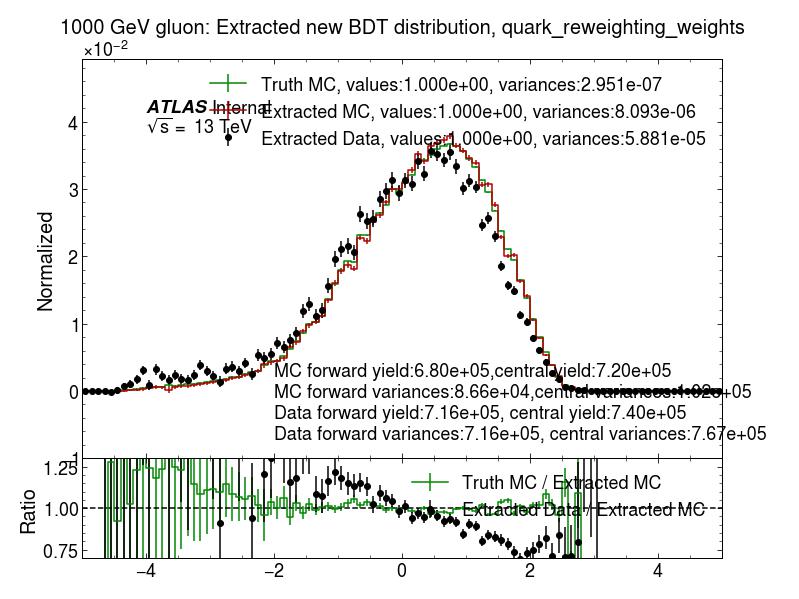 1000 GeV gluon: Extracted new BDT distribution, quark_reweighting_weights
×10⁻²
Truth MC, values:1.000e+00, variances:2.951e-07
ATLAS Internal
Extracted MC, values:1.000e+00, variances:8.093e-06
√s = 13 TeV
Extracted Data, values:1.000e+00, variances:5.881e-05
4
3
2
1
0
Normalized
MC forward yield:6.80e+05,central yield:7.20e+05
MC forward variances:8.66e+04,central variances:1.02e+05
Data forward yield:7.16e+05, central yield:7.40e+05
Data forward variances:7.16e+05, central variances:7.67e+05
1
1.25
1.00
0.75
Ratio
Truth MC / Extracted MC
Extracted Data / Extracted MC
−4 −2 0 2 4